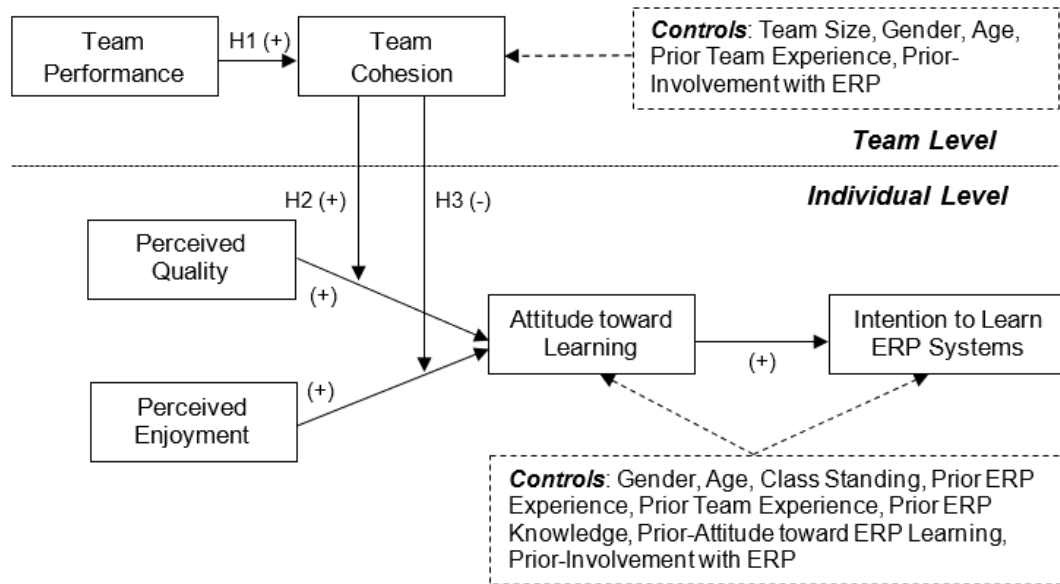 Team
Performance
H1 (+)
Team
Cohesion
Controls: Team Size, Gender, Age,
Prior Team Experience, Prior-
Involvement with ERP
Team Level
Individual Level
H2 (+)
H3 (-)
Perceived
Quality
(+)
Perceived
Enjoyment
(+)
Attitude toward
Learning
(+)
Intention to Learn
ERP Systems
Controls: Gender, Age, Class Standing, Prior ERP
Experience, Prior Team Experience, Prior ERP
Knowledge, Prior-Attitude toward ERP Learning,
Prior-Involvement with ERP